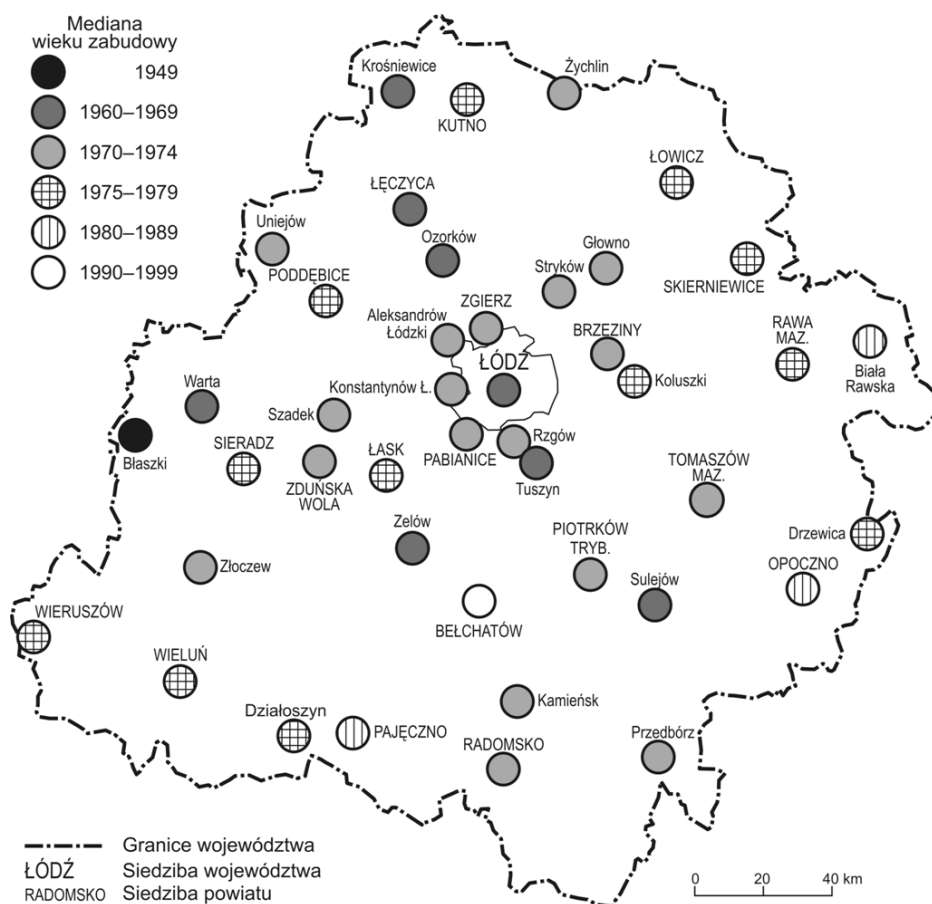 Mediana
wieku zabudowy
1949
1960–1969
1970–1974
1975–1979
1980–1989
1990–1999
Krośniewice
KUTNO
Żychlin
ŁOWICZ
ŁĘCZYCA
Uniejów
Ozorków
Głowno
Stryków
SKIERNIEWICE
PODDĘBICE
ZGIERZ
Aleksandrów
Łódzki
BRZEZINY
RAWA
MAZ.
Biała
Rawska
ŁÓDŹ
Koluszki
Warta
Konstantynów Ł.
Szadek
Błaszki
SIERADZ
ZDUŃSKA
WOLA
ŁASK
PABIANICE
Rzgów
Tuszyn
TOMASZÓW
MAZ.
Drzewica
Zelów
PIOTRKÓW
TRYB.
OPOCZNO
Złoczew
Sulejów
BEŁCHATÓW
WIERUSZÓW
WIELUŃ
Działoszyn
PAJĘCZNO
Kamieńsk
RADOMSKO
Przedbórz
Granice województwa
ŁÓDŹ Siedziba województwa
RADOMSKO Siedziba powiatu
0 20 40 km